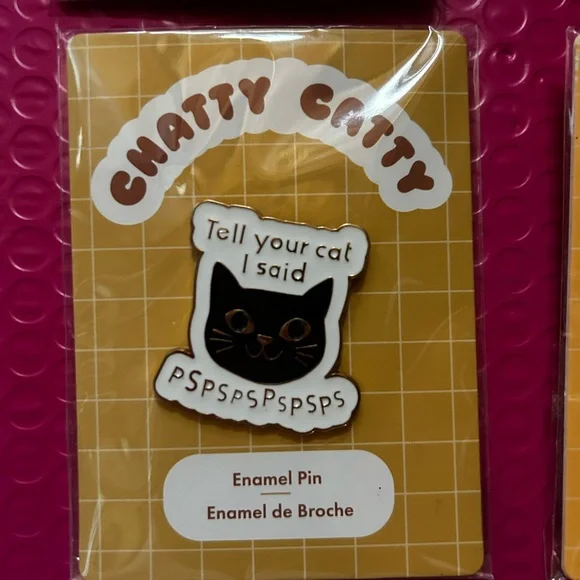 CHATTY CATTY
Tell your cat
I said
pSpSpSPSpSpS
Enamel Pin
Enamel de Broche